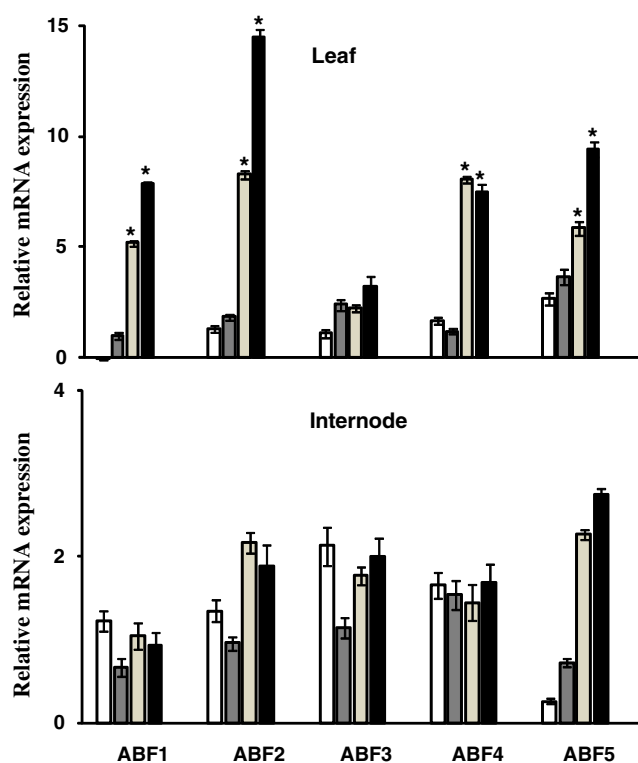 15
Leaf
10
5
0
Relative mRNA expression
* * * * * * * *
4
Internode
2
0
Relative mRNA expression
ABF1 ABF2 ABF3 ABF4 ABF5